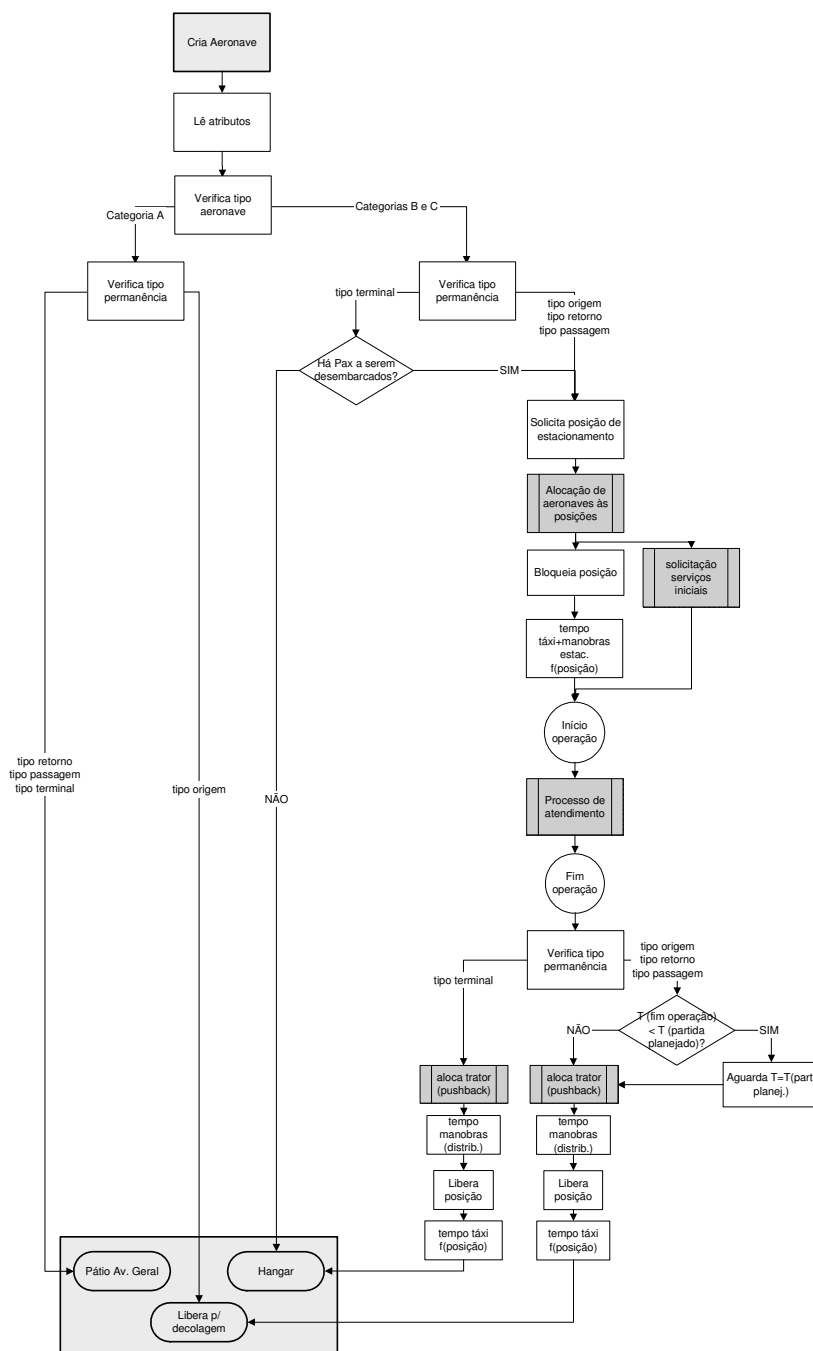 Cria Aeronave
Lê atributos
Verifica tipo
aeronave
Categoria A
Categorias B e C
Verifica tipo
permanência
Verifica tipo
permanência
tipo terminal
tipo origem
tipo retorno
tipo passagem
Há Pax a serem
desembarcados?
SIM
Solicita posição de
estacionamento
Alocação de
aeronaves às
posições
Bloqueia posição
solicitação
serviços
iniciais
tempo
táxi+manobras
estac.
f(posição)
Início
operação
tipo retorno
tipo passagem
tipo terminal
tipo origem
NÃO
Processo de
atendimento
Fim
operação
Verifica tipo
permanência
tipo origem
tipo retorno
tipo passagem
tipo terminal
T (fim operação)
< T (partida
planejado)?
NÃO
SIM
aloca trator
(pushback)
aloca trator
(pushback)
Aguarda T=T(part
planej.)
tempo
manobras
(distrib.)
tempo
manobras
(distrib.)
Libera
posição
Libera
posição
tempo táxi
f(posição)
tempo táxi
f(posição)
Pátio Av. Geral
Hangar
Libera p/
decolagem